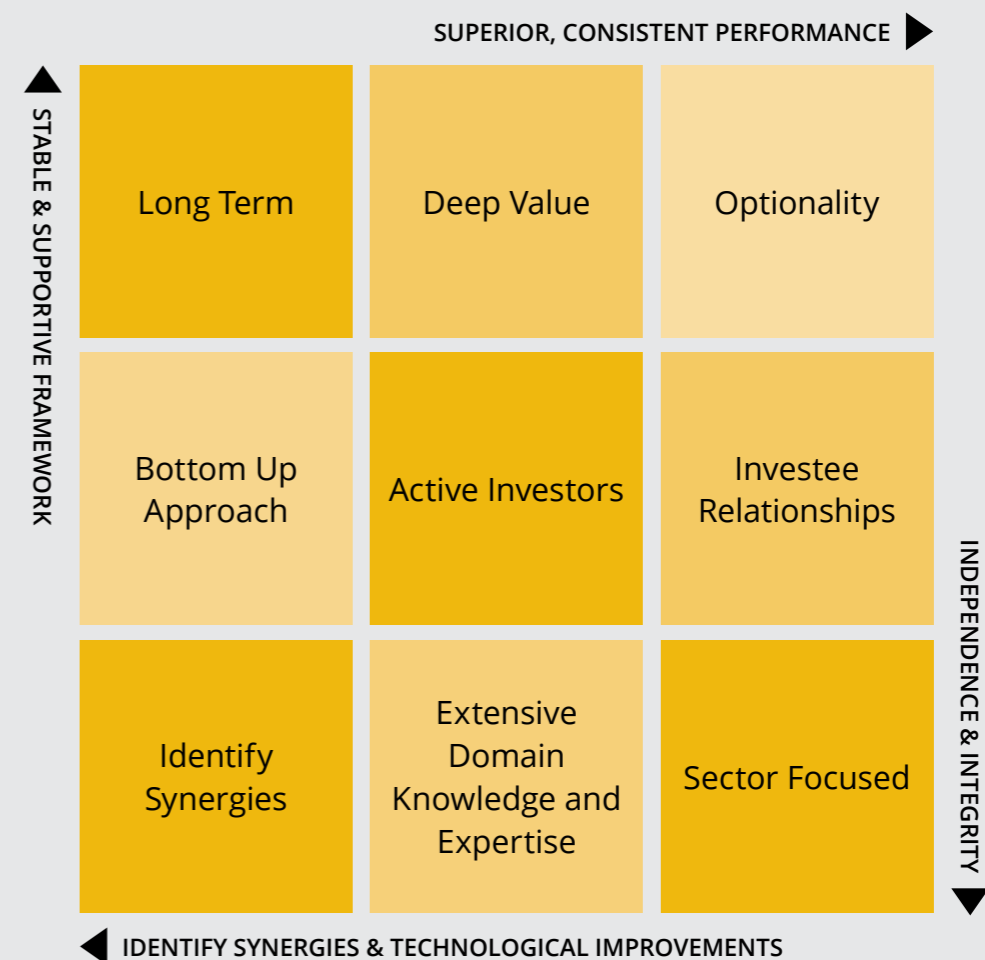 SUPERIOR, CONSISTENT PERFORMANCE
STABLE & SUPPORTIVE FRAMEWORK
Long Term
Deep Value
Optionality
Bottom Up
Approach
Active Investors
Investee
Relationships
Identify
Synergies
Extensive
Domain
Knowledge and
Expertise
Sector Focused
INDEPENDENCE & INTEGRITY
IDENTIFY SYNERGIES & TECHNOLOGICAL IMPROVEMENTS